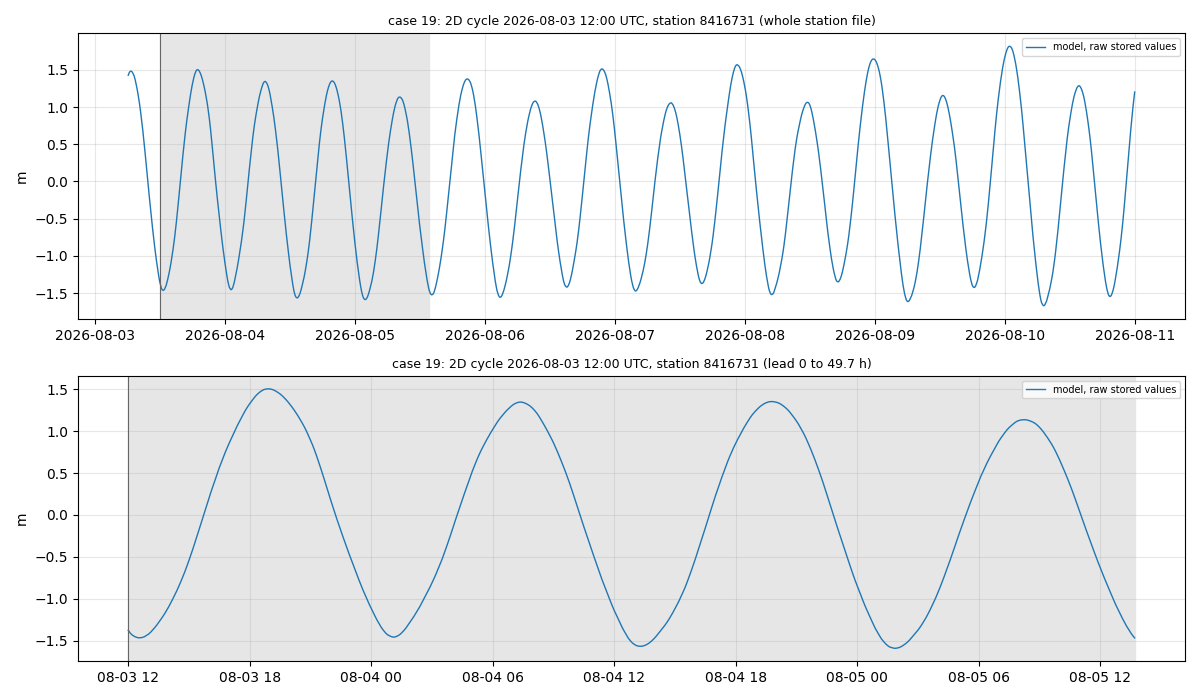 case 19: 2D cycle 2026-08-03 12:00 UTC, station 8416731 (whole station file)
model, raw stored values
m
1.5
1.0
0.5
0.0
−0.5
−1.0
−1.5
2026-08-03 2026-08-04 2026-08-05 2026-08-06 2026-08-07 2026-08-08 2026-08-09 2026-08-10 2026-08-11
case 19: 2D cycle 2026-08-03 12:00 UTC, station 8416731 (lead 0 to 49.7 h)
model, raw stored values
m
1.5
1.0
0.5
0.0
−0.5
−1.0
−1.5
08-03 12 08-03 18 08-04 00 08-04 06 08-04 12 08-04 18 08-05 00 08-05 06 08-05 12